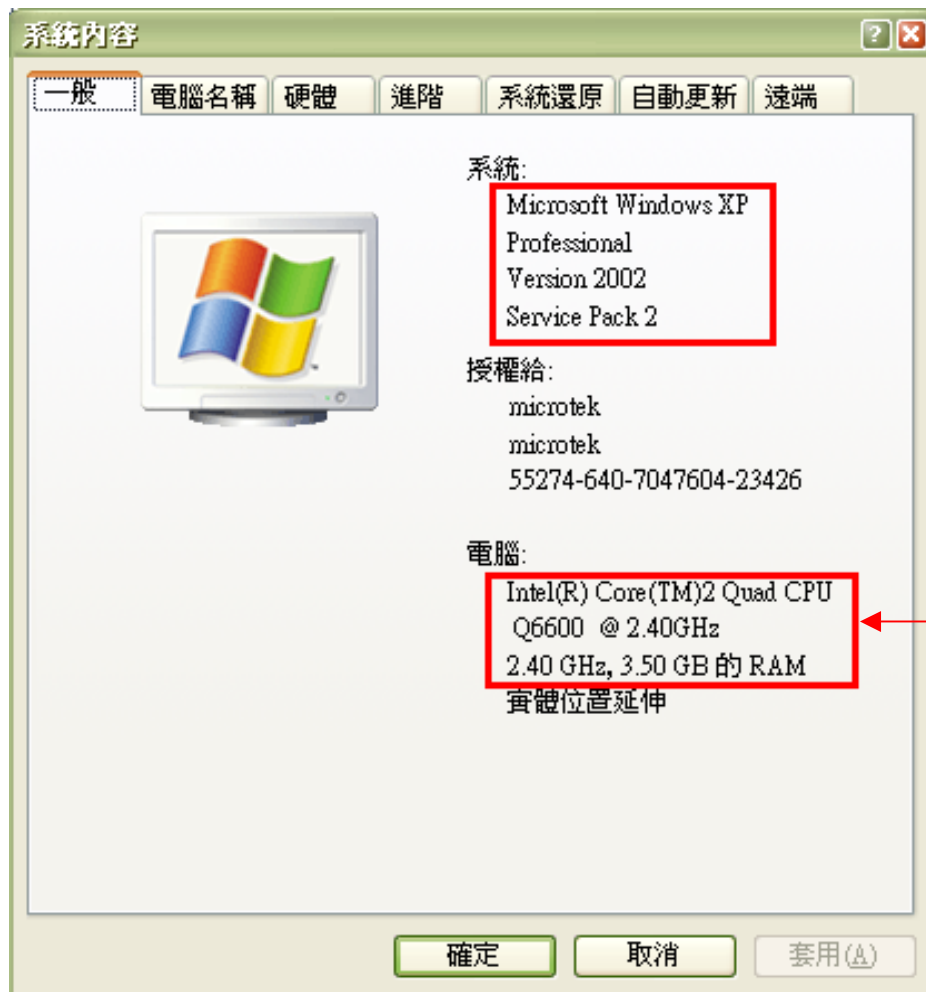 系統內容
一般 電腦名稱 硬體 進階 系統還原 自動更新 遠端
系統:
Microsoft Windows XP
Professional
Version 2002
Service Pack 2
授權給:
microtek
microtek
55274-640-7047604-23426
電腦:
Intel(R) Core(TM)2 Quad CPU
Q6600 @ 2.40GHz
2.40 GHz, 3.50 GB 的 RAM
實體位置延伸
確定 取消 套用(A)